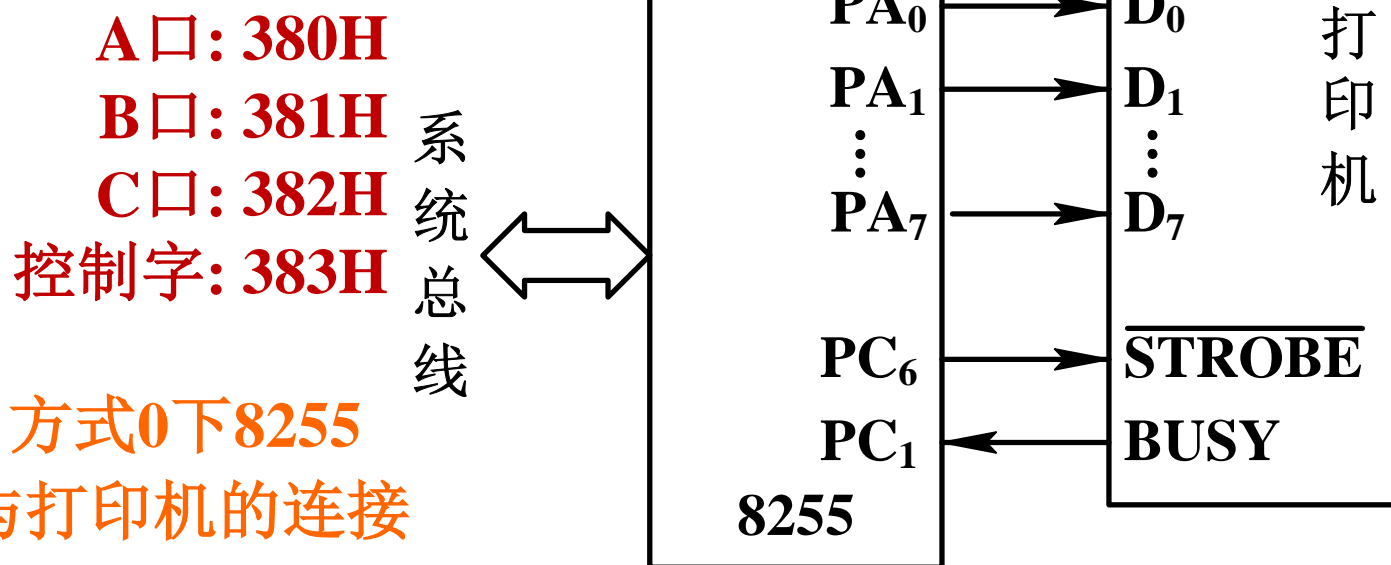 A口: 380H
B口: 381H
C口: 382H
控制字: 383H
系统总线
方式0下8255
与打印机的连接
PA₀
PA₁
PA₇
PC₆
PC₁
8255
D₀
D₁
D₇
S̅T̅R̅O̅B̅E̅
BUSY
打印机